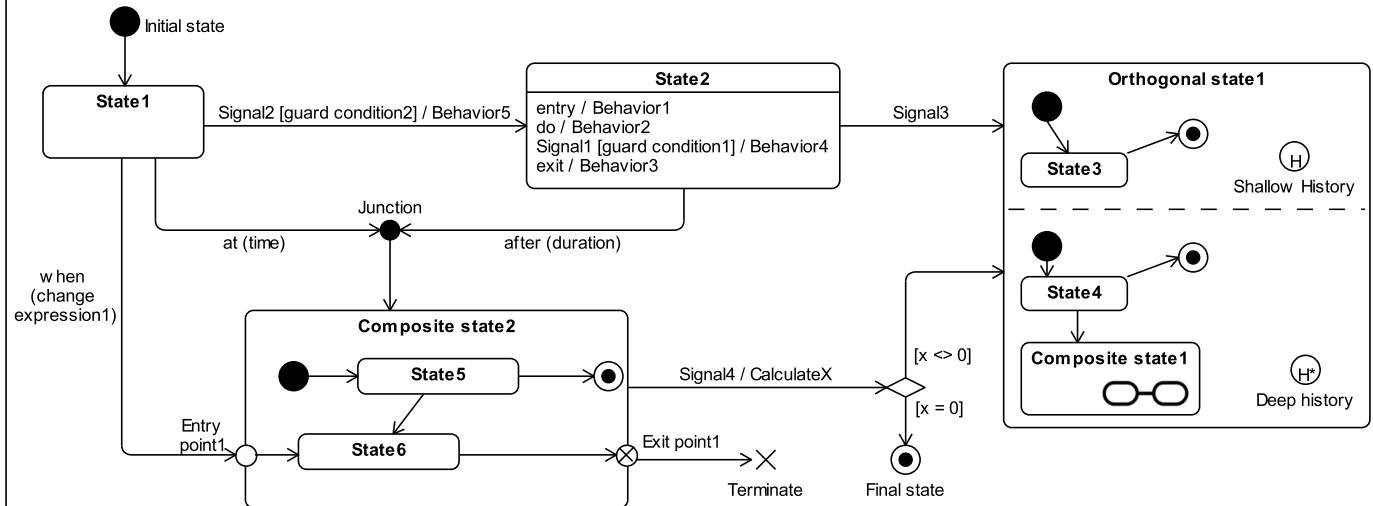 Initial state
State1
Signal2 [guard condition2] / Behavior5
State2
entry / Behavior1
do / Behavior2
Signal1 [guard condition1] / Behavior4
exit / Behavior3
Signal3
Orthogonal state1
State3
H
Shallow History
Junction
at (time)
after (duration)
when
(change
expression1)
State4
Composite state1
H*
Deep history
Composite state2
State5
State6
Entry
point1
Exit point1
Signal4 / CalculateX
[x <> 0]
[x = 0]
Terminate
Final state